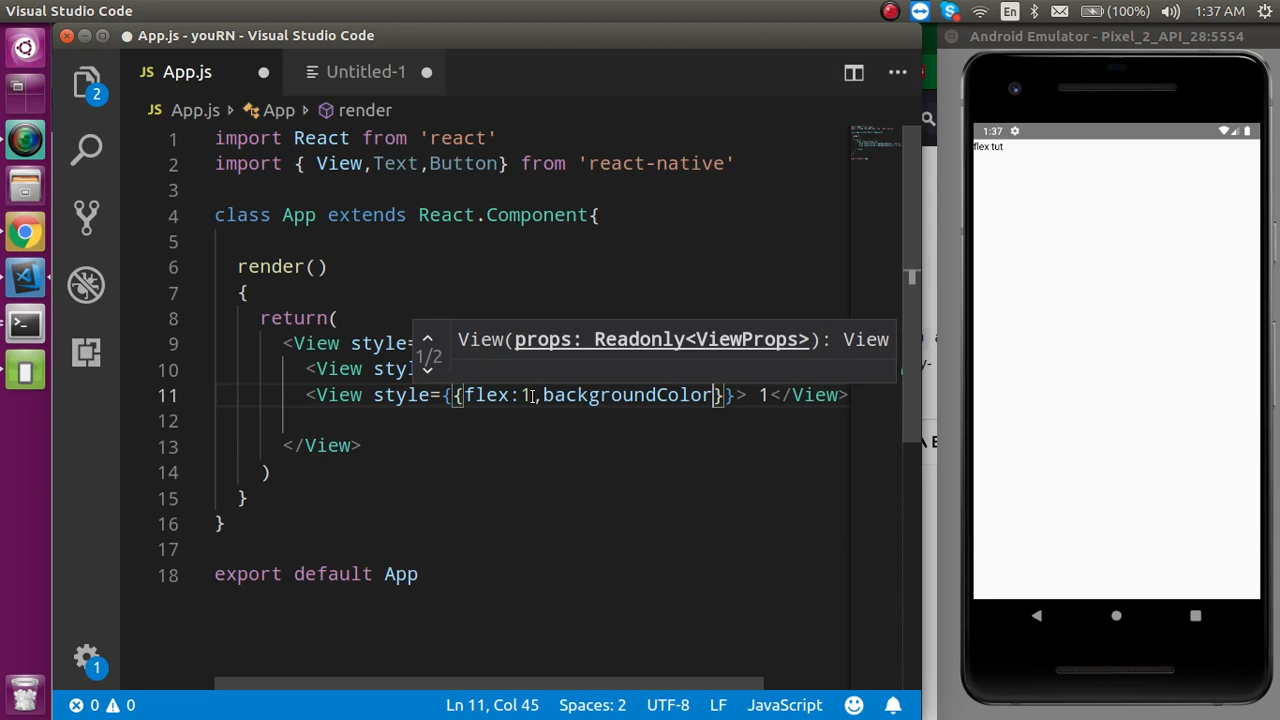 Visual Studio Code
En
(100%)
1:37 AM
App.js - youRN - Visual Studio Code
Android Emulator - Pixel_2_API_28:5554
JS App.js
Untitled-1
JS App.js App render
2
1 import React from 'react'
2 import { View,Text,Button} from 'react-native'
3
4 class App extends React.Component{
5
6 render()
7 {
8 return(
9 <View style=
10 <View styl
11 <View style={{flex:1,backgroundColor}}> 1</View>
12
13 </View>
14 )
15 }
16 }
17
18 export default App
1/2
View(props: Readonly<ViewProps>): View
1:37
flex tut
1
0 0
Ln 11, Col 45
Spaces: 2
UTF-8
LF
JavaScript